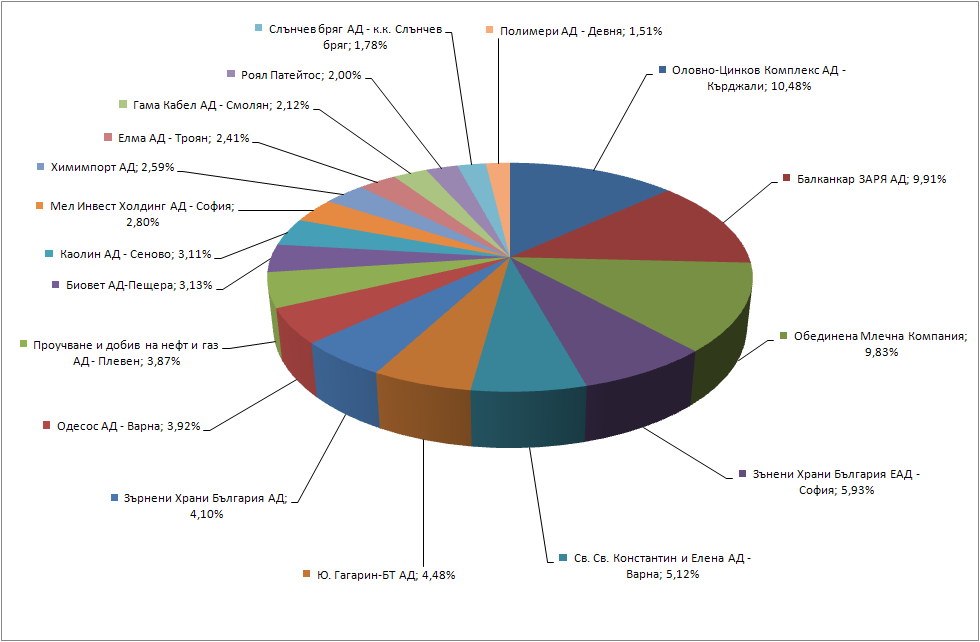 Слънчев бряг АД - к.к. Слънчев
бряг; 1,78%
Полимери АД - Девня; 1,51%
Оловно-Цинков Комплекс АД -
Кърджали; 10,48%
Роял Патейтос; 2,00%
Гама Кабел АД - Смолян; 2,12%
Елма АД - Троян; 2,41%
Химимпорт АД; 2,59%
Балканкар ЗАРЯ АД; 9,91%
Мел Инвест Холдинг АД - София;
2,80%
Каолин АД - Сеново; 3,11%
Биовет АД-Пещера; 3,13%
Обединена Млечна Компания;
9,83%
Проучване и добив на нефт и газ
АД - Плевен; 3,87%
Одесос АД - Варна; 3,92%
Зънени Храни България ЕАД -
София; 5,93%
Зърнени Храни България АД;
4,10%
Св. Св. Константин и Елена АД -
Варна; 5,12%
Ю. Гагарин-БТ АД; 4,48%